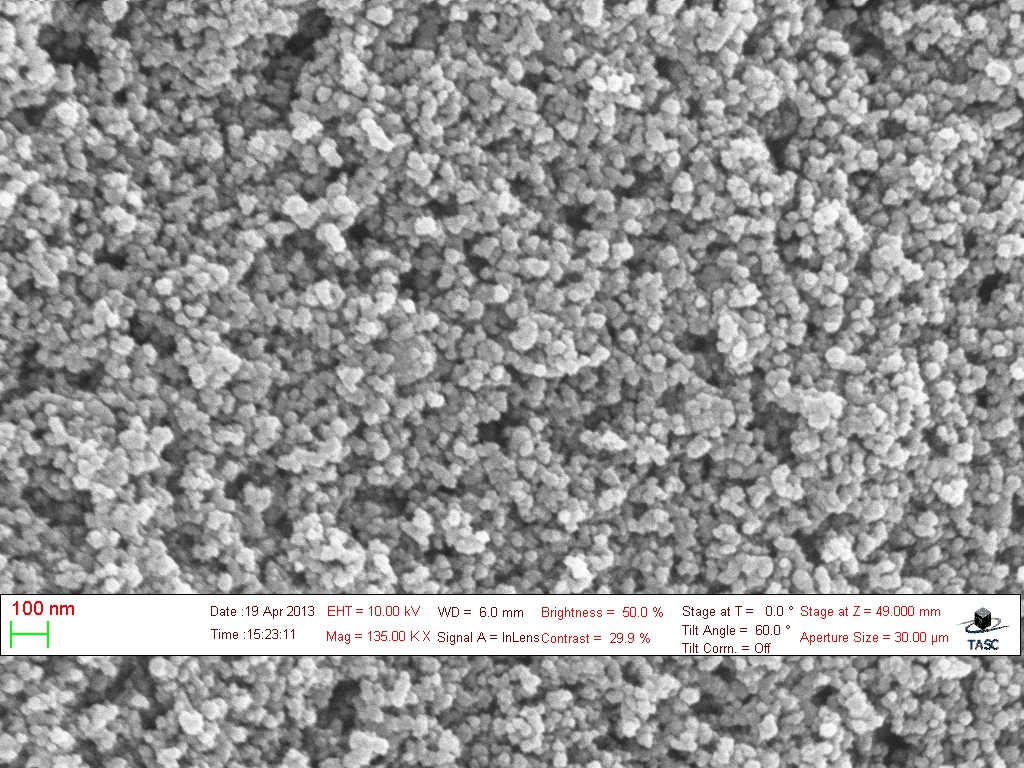 100 nm
Date :19 Apr 2013 EHT = 10.00 kV WD = 6.0 mm Brightness = 50.0 % Stage at T = 0.0 ° Stage at Z = 49.000 mm
Time :15:23:11 Mag = 135.00 K X Signal A = InLens Contrast = 29.9 % Tilt Angle = 60.0 ° Aperture Size = 30.00 µm
Tilt Corrn. = Off
TASC